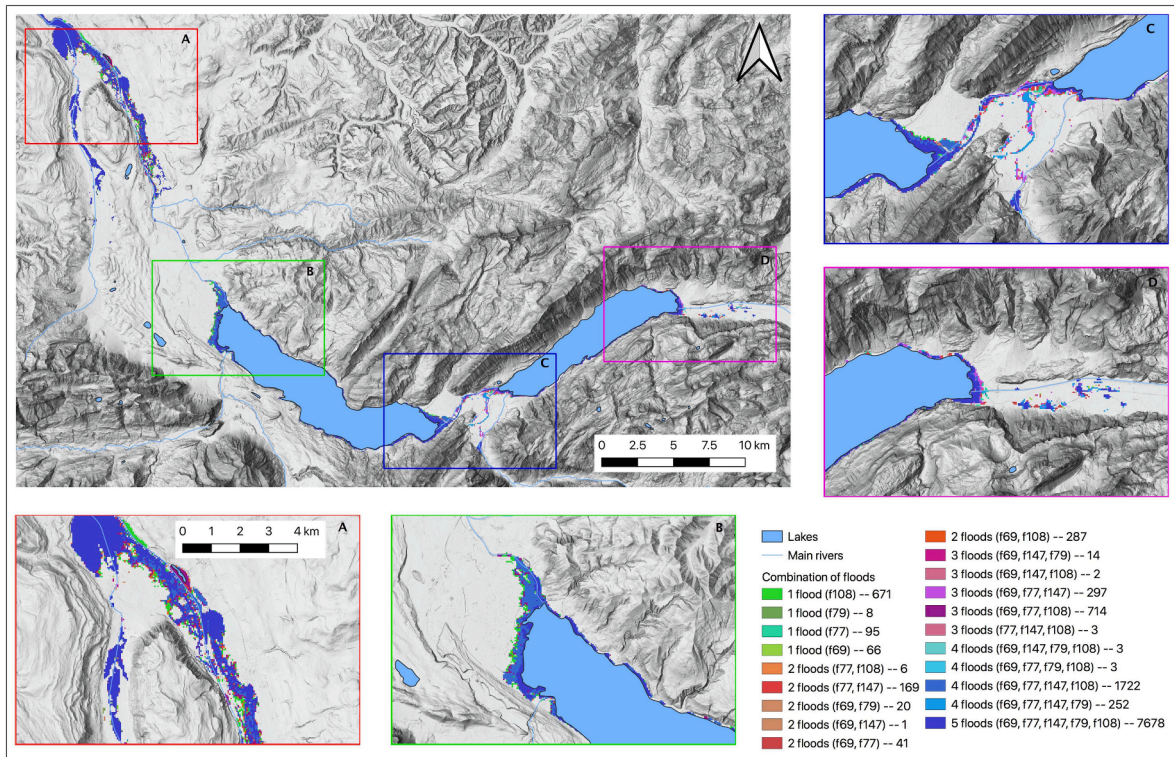 A
B
C
D
0 2.5 5 7.5 10 km
C
D
0 1 2 3 4 km
A
B
Lakes
Main rivers
Combination of floods
1 flood (f108) -- 671
1 flood (f79) -- 8
1 flood (f77) -- 95
1 flood (f69) -- 66
2 floods (f77, f108) -- 6
2 floods (f77, f147) -- 169
2 floods (f69, f79) -- 20
2 floods (f69, f147) -- 1
2 floods (f69, f77) -- 41
2 floods (f69, f108) -- 287
3 floods (f69, f147, f79) -- 14
3 floods (f69, f147, f108) -- 2
3 floods (f69, f77, f147) -- 297
3 floods (f69, f77, f108) -- 714
3 floods (f77, f147, f108) -- 3
4 floods (f69, f147, f79, f108) -- 3
4 floods (f69, f77, f79, f108) -- 3
4 floods (f69, f77, f147, f108) -- 1722
4 floods (f69, f77, f147, f79) -- 252
5 floods (f69, f77, f147, f79, f108) -- 7678